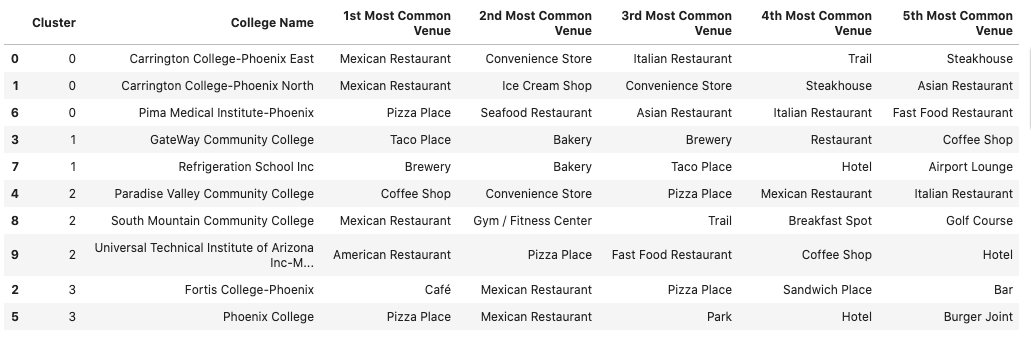 Cluster College Name 1st Most Common Venue 2nd Most Common Venue 3rd Most Common Venue 4th Most Common Venue 5th Most Common Venue
0 0 Carrington College-Phoenix East Mexican Restaurant Convenience Store Italian Restaurant Trail Steakhouse
1 0 Carrington College-Phoenix North Mexican Restaurant Ice Cream Shop Convenience Store Steakhouse Asian Restaurant
6 0 Pima Medical Institute-Phoenix Pizza Place Seafood Restaurant Asian Restaurant Italian Restaurant Fast Food Restaurant
3 1 GateWay Community College Taco Place Bakery Brewery Restaurant Coffee Shop
7 1 Refrigeration School Inc Brewery Bakery Taco Place Hotel Airport Lounge
4 2 Paradise Valley Community College Coffee Shop Convenience Store Pizza Place Mexican Restaurant Italian Restaurant
8 2 South Mountain Community College Mexican Restaurant Gym / Fitness Center Trail Breakfast Spot Golf Course
9 2 Universal Technical Institute of Arizona Inc-M... American Restaurant Pizza Place Fast Food Restaurant Coffee Shop Hotel
2 3 Fortis College-Phoenix Café Mexican Restaurant Pizza Place Sandwich Place Bar
5 3 Phoenix College Pizza Place Mexican Restaurant Park Hotel Burger Joint